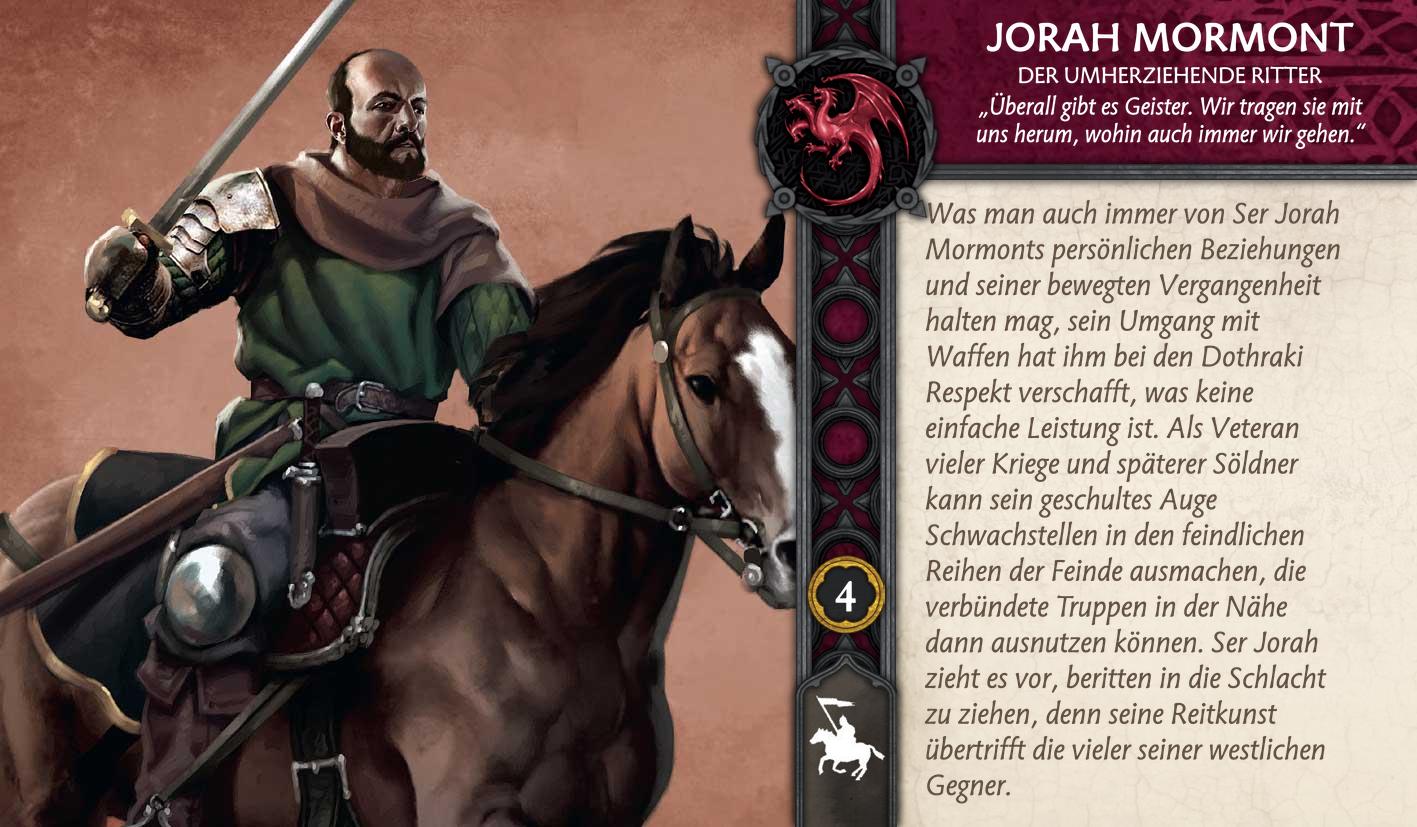 JORAH MORMONT
DER UMHERZIEHENDE RITTER
„Überall gibt es Geister. Wir tragen sie mit
uns herum, wohin auch immer wir gehen.“
Was man auch immer von Ser Jorah
Mormonts persönlichen Beziehungen
und seiner bewegten Vergangenheit
halten mag, sein Umgang mit
Waffen hat ihm bei den Dothraki
Respekt verschafft, was keine
einfache Leistung ist. Als Veteran
vieler Kriege und späterer Söldner
kann sein geschultes Auge
Schwachstellen in den feindlichen
Reihen der Feinde ausmachen, die
verbündete Truppen in der Nähe
dann ausnutzen können. Ser Jorah
zieht es vor, beritten in die Schlacht
zu ziehen, denn seine Reitkunst
übertrifft die vieler seiner westlichen
Gegner.
4